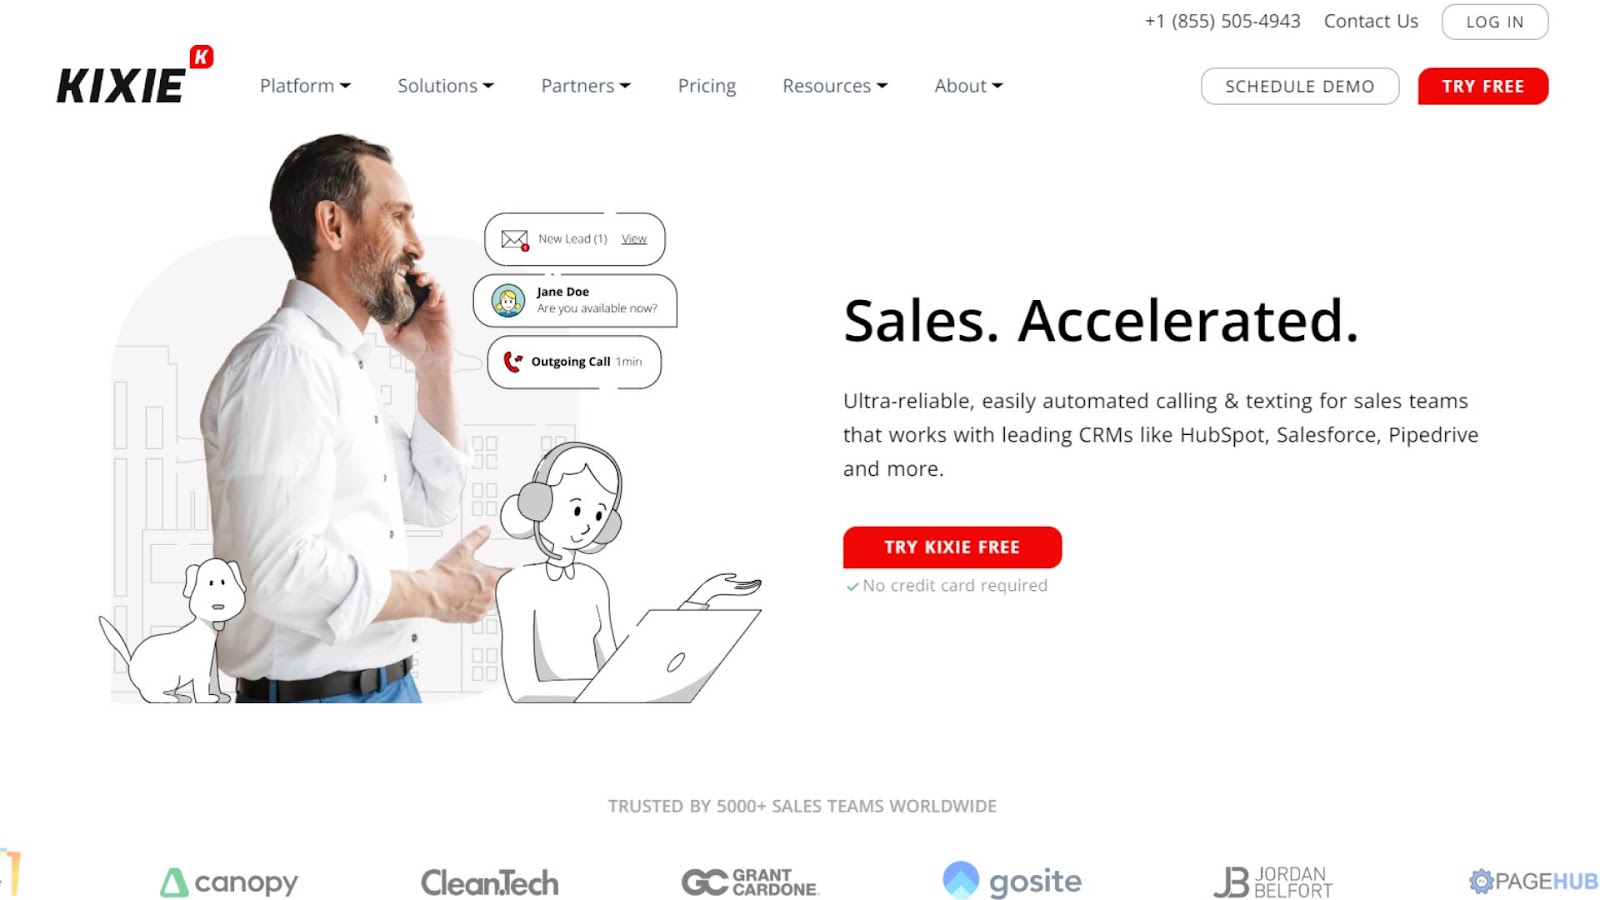 +1 (855) 505-4943 Contact Us LOG IN
KIXIE K
Platform Solutions Partners Pricing Resources About SCHEDULE DEMO TRY FREE
New Lead (1) View
Jane Doe
Are you available now?
Outgoing Call 1min
Sales. Accelerated.
Ultra-reliable, easily automated calling & texting for sales teams
that works with leading CRMs like HubSpot, Salesforce, Pipedrive
and more.
TRY KIXIE FREE
No credit card required
TRUSTED BY 5000+ SALES TEAMS WORLDWIDE
canopy
CleanTech
GC GRANT
CARDONE
gosite
JB JORDAN
BELFORT
PAGEHUB